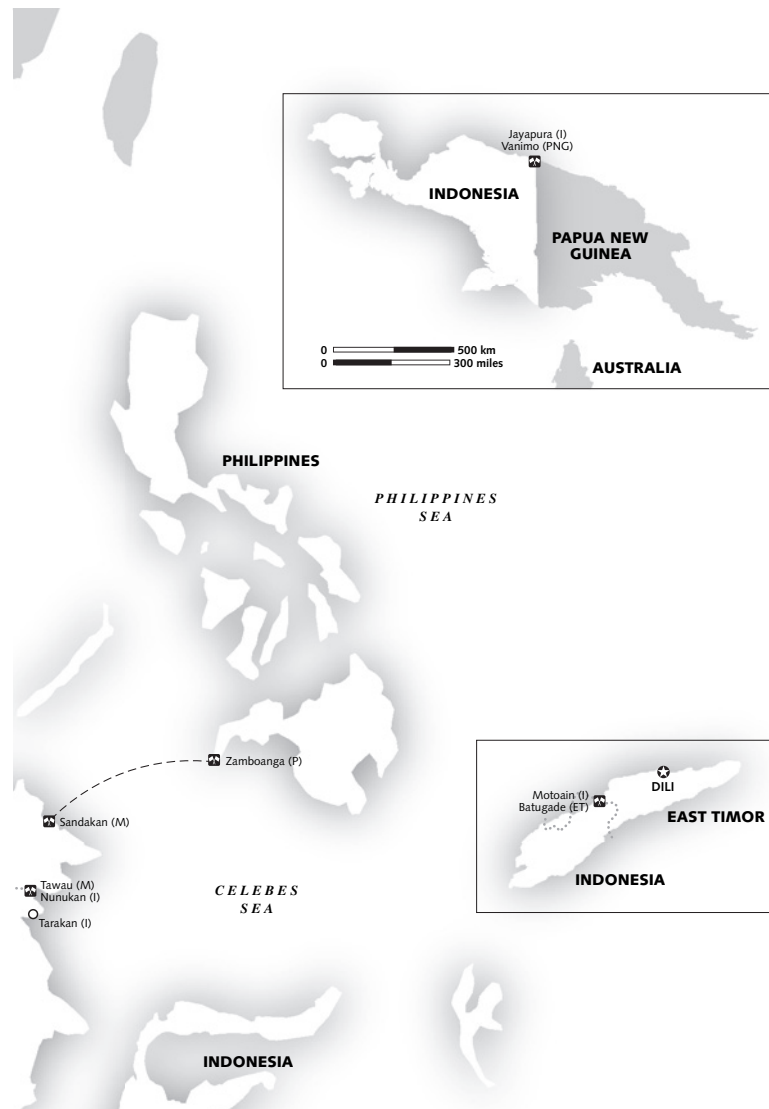 Jayapura (I)
Vanimo (PNG)
INDONESIA
PAPUA NEW
GUINEA
0 500 km
0 300 miles
AUSTRALIA
PHILIPPINES
PHILIPPINES
SEA
Zamboanga (P)
Sandakan (M)
Tawau (M)
Nunukan (I)
Tarakan (I)
CELEBES
SEA
DILI
Motoain (I)
Batugade (ET)
EAST TIMOR
INDONESIA
INDONESIA